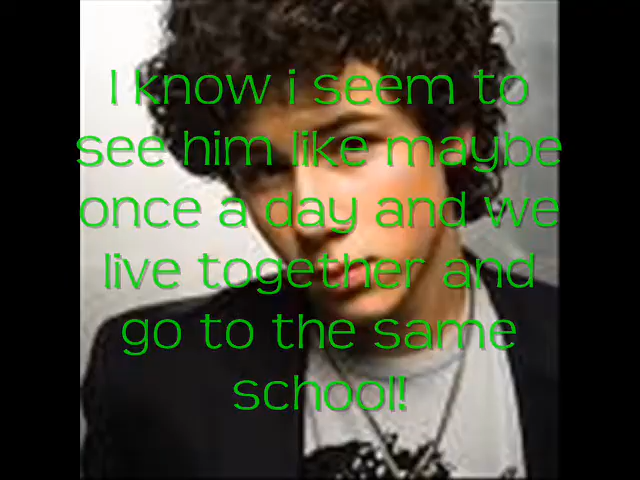 I know i seem to
see him like maybe
once a day and we
live together and
go to the same
school!